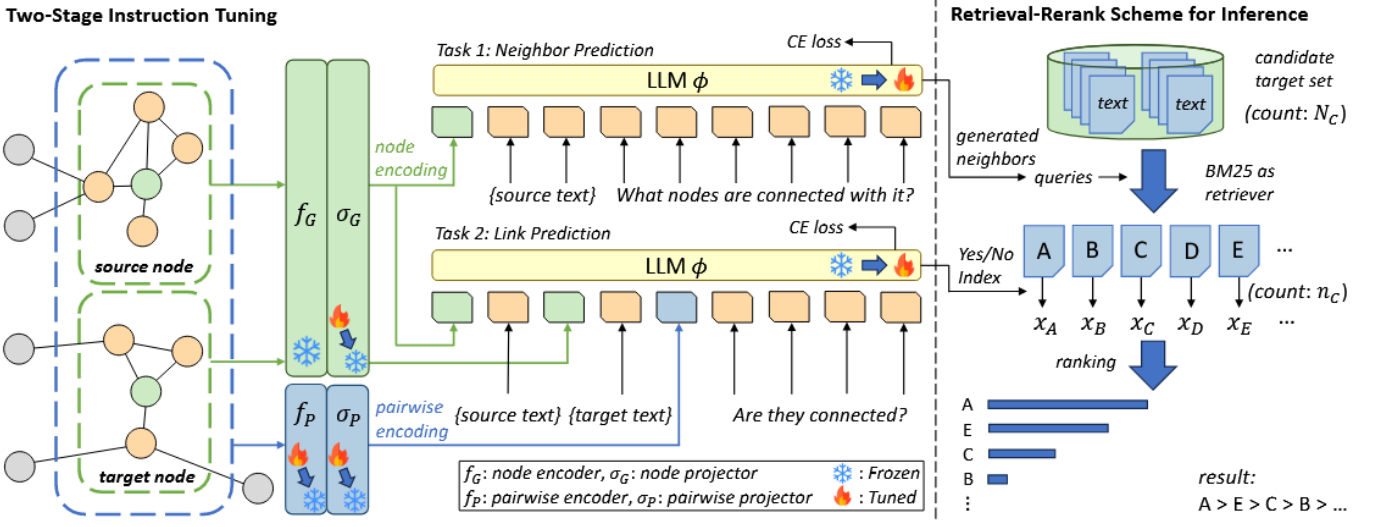 Two-Stage Instruction Tuning
source node
target node
f_G
σ_G
f_P
σ_P
node
encoding
pairwise
encoding
Task 1: Neighbor Prediction
CE loss
LLM ϕ
{source text}
What nodes are connected with it?
Task 2: Link Prediction
CE loss
LLM ϕ
{source text}
{target text}
Are they connected?
f_G: node encoder, σ_G: node projector
: Frozen
f_P: pairwise encoder, σ_P: pairwise projector
: Tuned
Retrieval-Rerank Scheme for Inference
text
text
candidate
target set
(count: N_C)
generated
neighbors
queries
BM25 as
retriever
Yes/No
Index
A B C D E ...
(count: n_C)
x_A x_B x_C x_D x_E ...
ranking
A
E
C
B
⋮
result:
A > E > C > B > ...